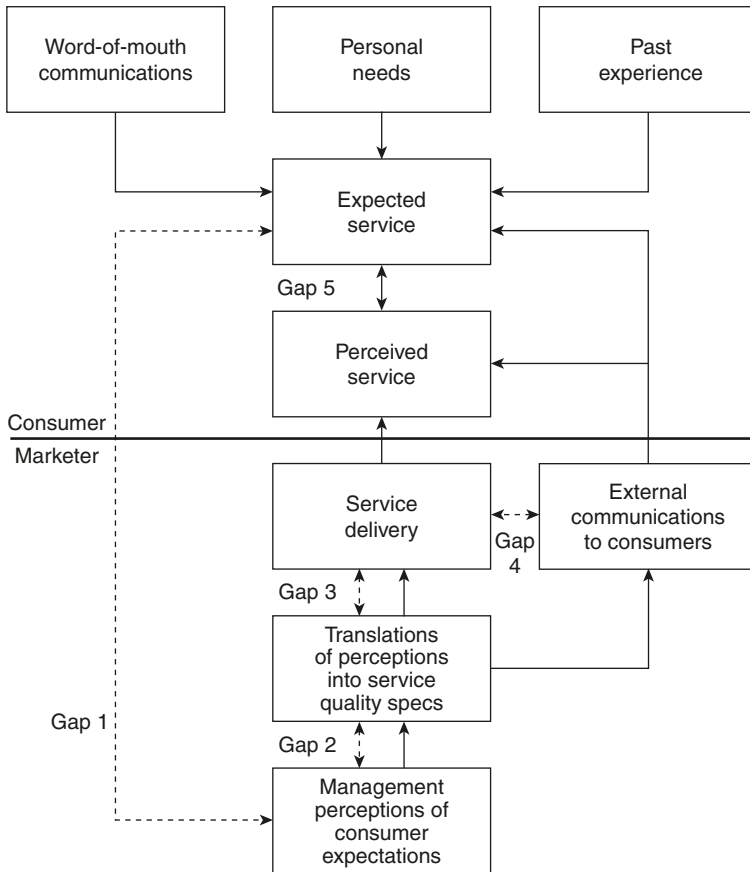 Word-of-mouth
communications
Personal
needs
Past
experience
Expected
service
Gap 5
Perceived
service
Consumer
Marketer
Service
delivery
Gap
4
External
communications
to consumers
Gap 3
Translations
of perceptions
into service
quality specs
Gap 1
Gap 2
Management
perceptions of
consumer
expectations